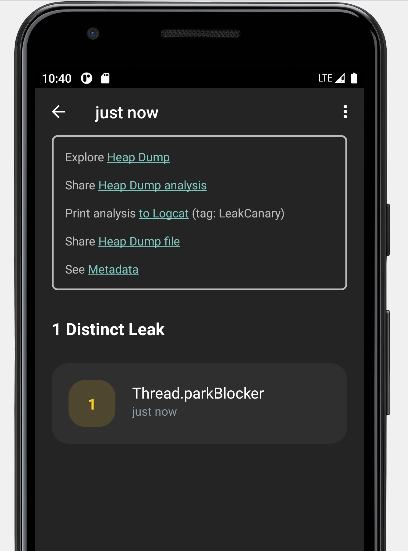 10:40 LTE
just now
Explore Heap Dump
Share Heap Dump analysis
Print analysis to Logcat (tag: LeakCanary)
Share Heap Dump file
See Metadata
1 Distinct Leak
1
Thread.parkBlocker
just now